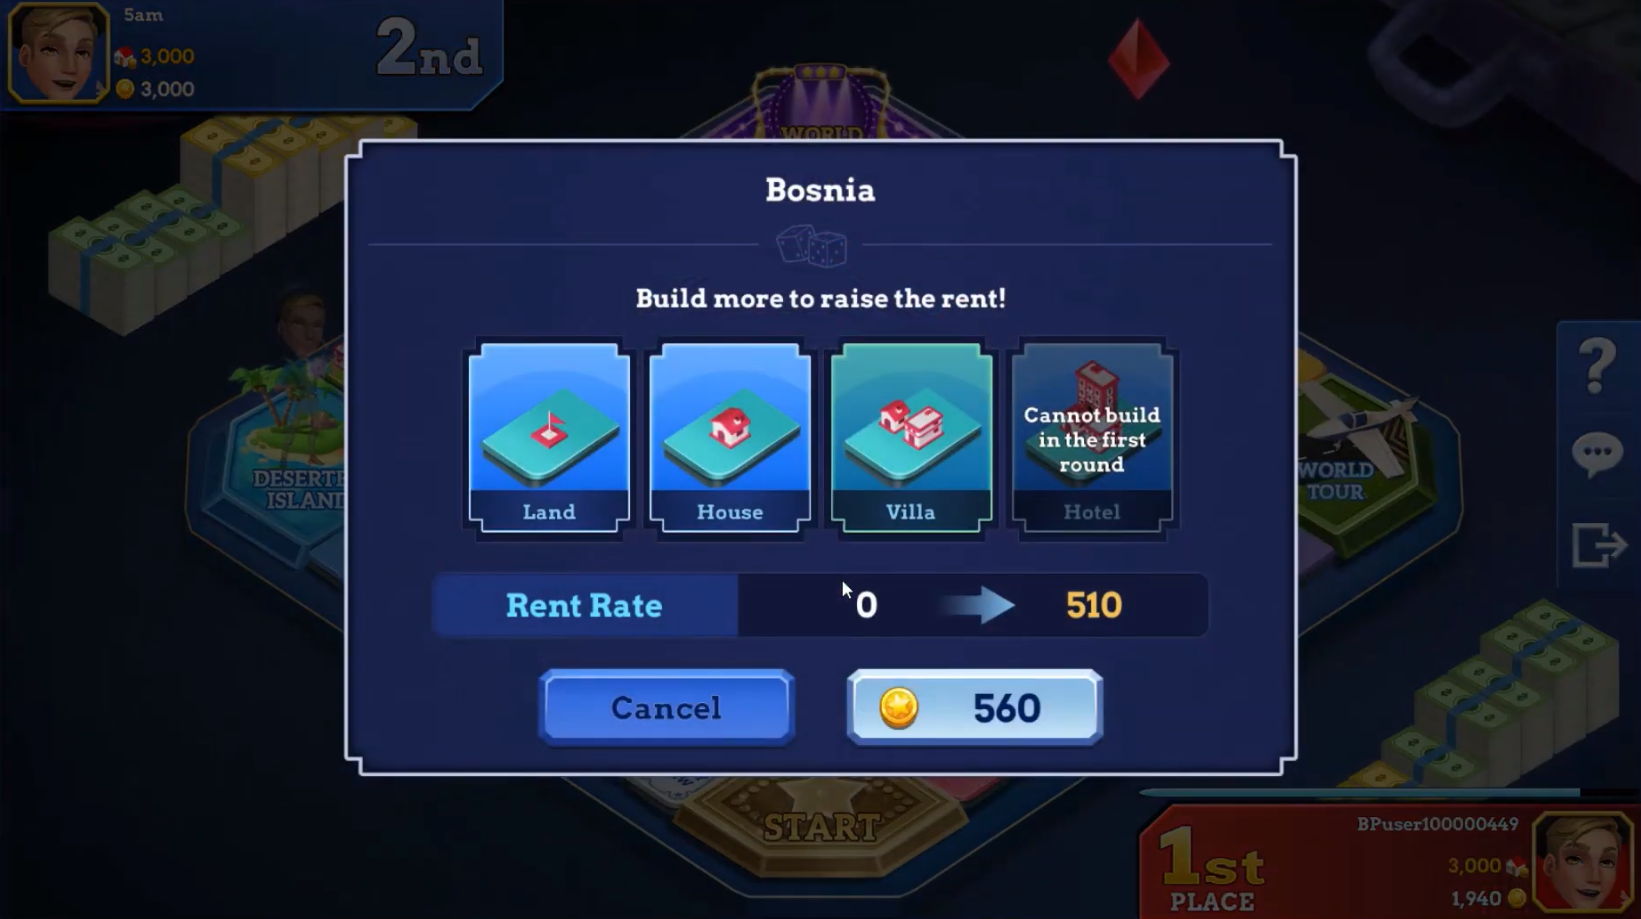 5am
3,000
3,000
2nd
WORLD
Bosnia
Build more to raise the rent!
Cannot build
in the first
round
Land
House
Villa
Hotel
DESERTE
ISLAND
WORLD
TOUR
Rent Rate
0
510
Cancel
560
START
BPuser100000449
1st
PLACE
3,000
1,940